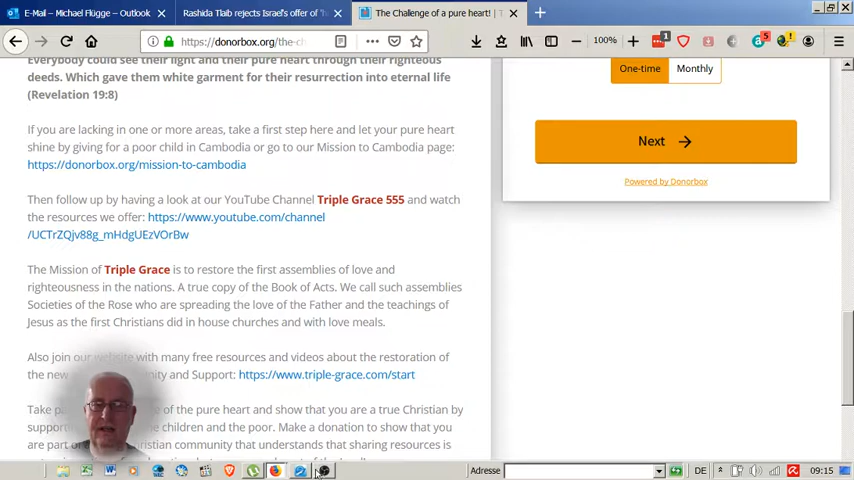 E-Mail – Michael Flügge – Outlook
Rashida Tlaib rejects Israel's offer of
The Challenge of a pure heart! | T
https://donorbox.org/the-ch
100%
Everybody could see their light and their pure heart through their righteous
deeds. Which gave them white garment for their resurrection into eternal life
(Revelation 19:8)
One-time
Monthly
Next
Powered by Donorbox
If you are lacking in one or more areas, take a first step here and let your pure heart
shine by giving for a poor child in Cambodia or go to our Mission to Cambodia page:
https://donorbox.org/mission-to-cambodia
Then follow up by having a look at our YouTube Channel Triple Grace 555 and watch
the resources we offer: https://www.youtube.com/channel
/UCTrZQjv88g_mHdgUEzVOrBw
The Mission of Triple Grace is to restore the first assemblies of love and
righteousness in the nations. A true copy of the Book of Acts. We call such assemblies
Societies of the Rose who are spreading the love of the Father and the teachings of
Jesus as the first Christians did in house churches and with love meals.
Also join our website with many free resources and videos about the restoration of
the new and Support: https://www.triple-grace.com/start
Take of the pure heart and show that you are a true Christian by
the children and the poor. Make a donation to show that you
are part Christian community that understands that sharing resources is
Adresse
DE
09:15